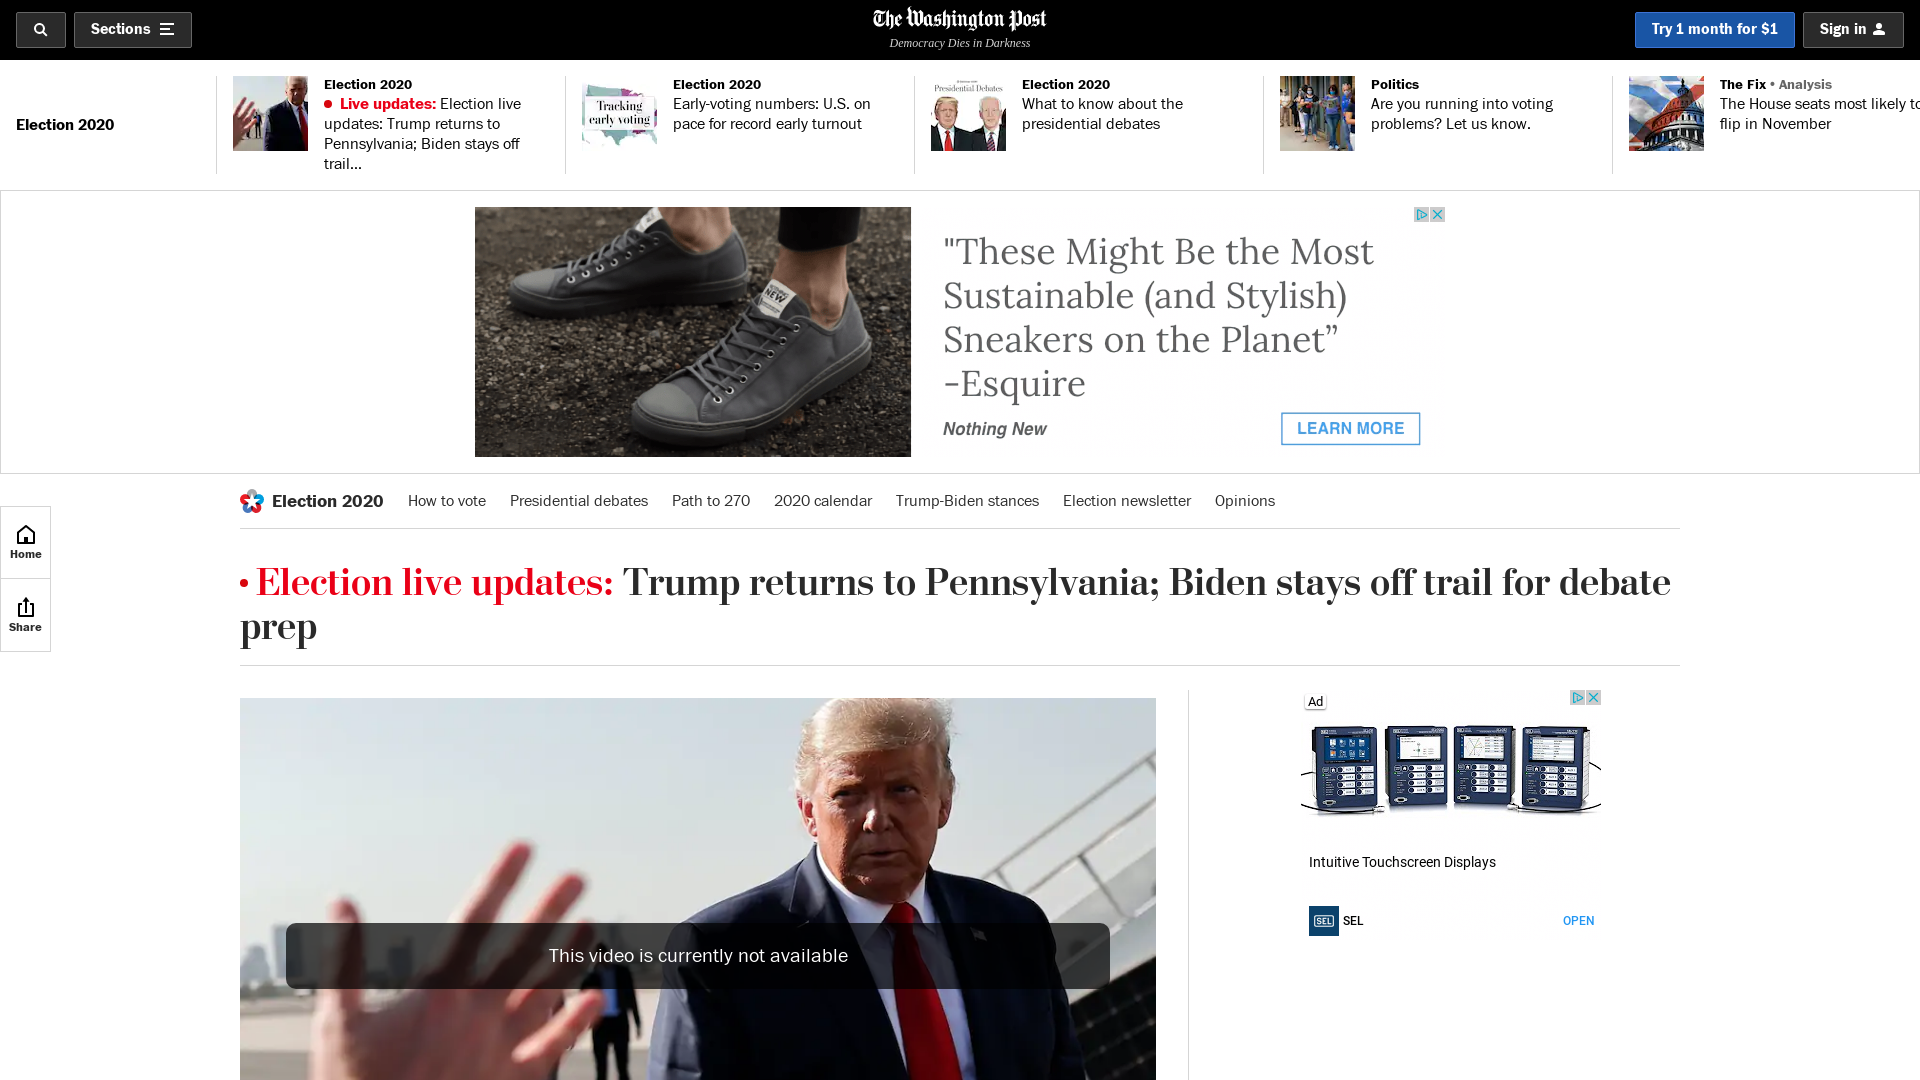 Sections
The Washington Post
Democracy Dies in Darkness
Try 1 month for $1
Sign in
Election 2020
Election 2020
Live updates: Election live
updates: Trump returns to
Pennsylvania; Biden stays off
trail...
Election 2020
Early-voting numbers: U.S. on
pace for record early turnout
Tracking
early voting
Election 2020
What to know about the
presidential debates
Presidential Debates
Politics
Are you running into voting
problems? Let us know.
The Fix • Analysis
The House seats most likely to
flip in November
"These Might Be the Most
Sustainable (and Stylish)
Sneakers on the Planet”
-Esquire
Nothing New
LEARN MORE
Election 2020
How to vote
Presidential debates
Path to 270
2020 calendar
Trump-Biden stances
Election newsletter
Opinions
Home
Share
Election live updates: Trump returns to Pennsylvania; Biden stays off trail for debate
prep
This video is currently not available
Ad
Intuitive Touchscreen Displays
SEL
SEL
OPEN